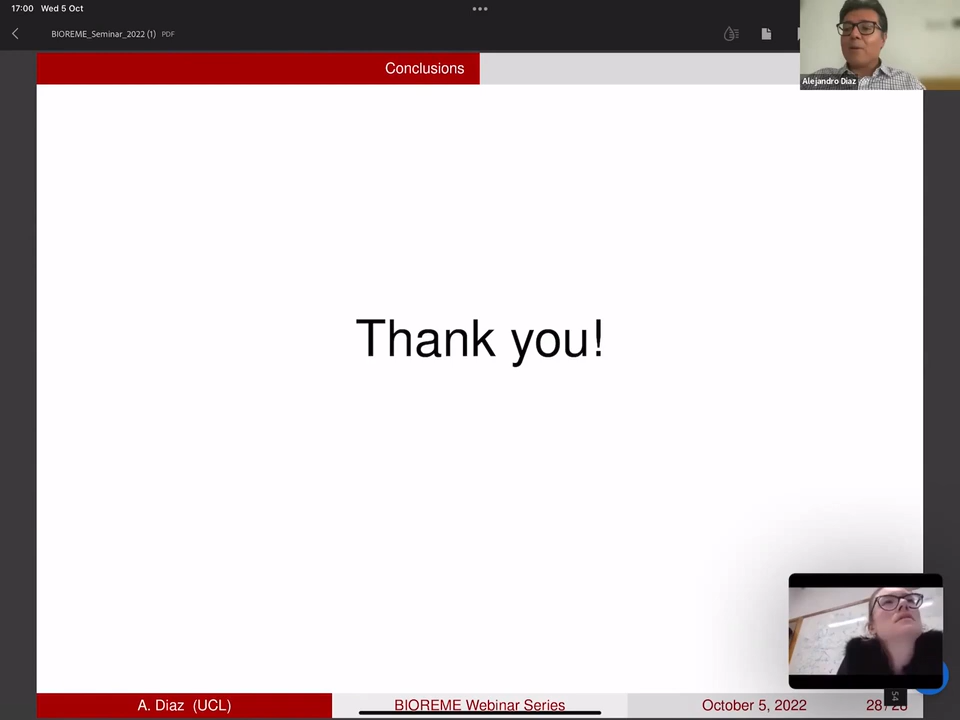 17:00 Wed 5 Oct
BIOREME_Seminar_2022 (1) PDF
Conclusions
Alejandro Diaz
Thank you!
54
A. Diaz (UCL)
BIOREME Webinar Series
October 5, 2022
28/28